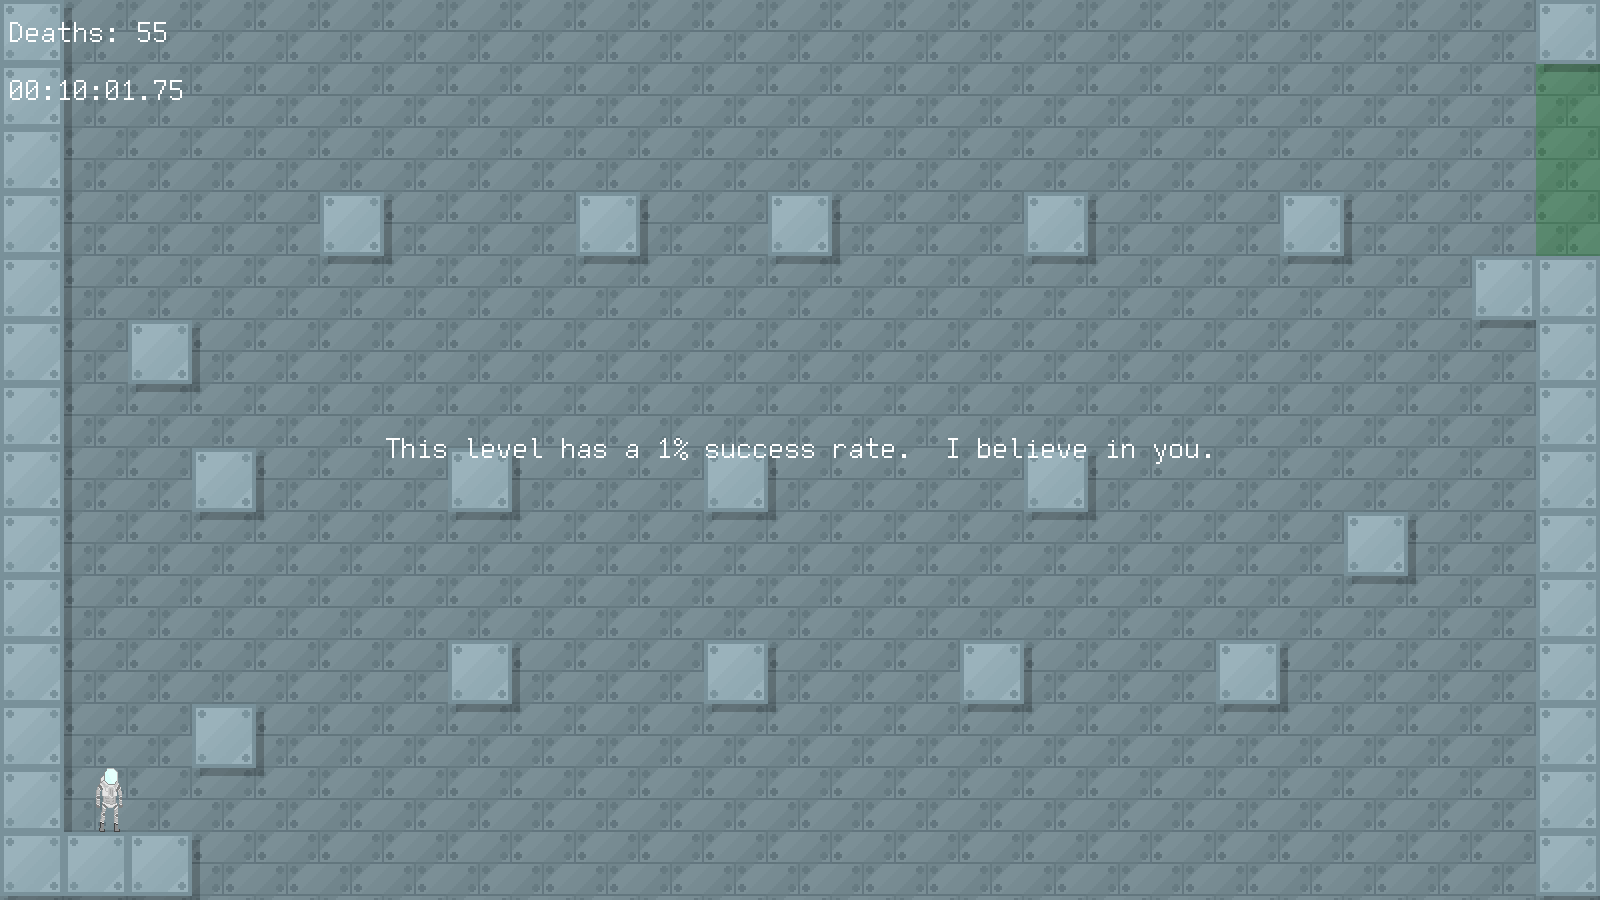 Deaths: 55
00:10:01.75
This level has a 1% success rate.  I believe in you.